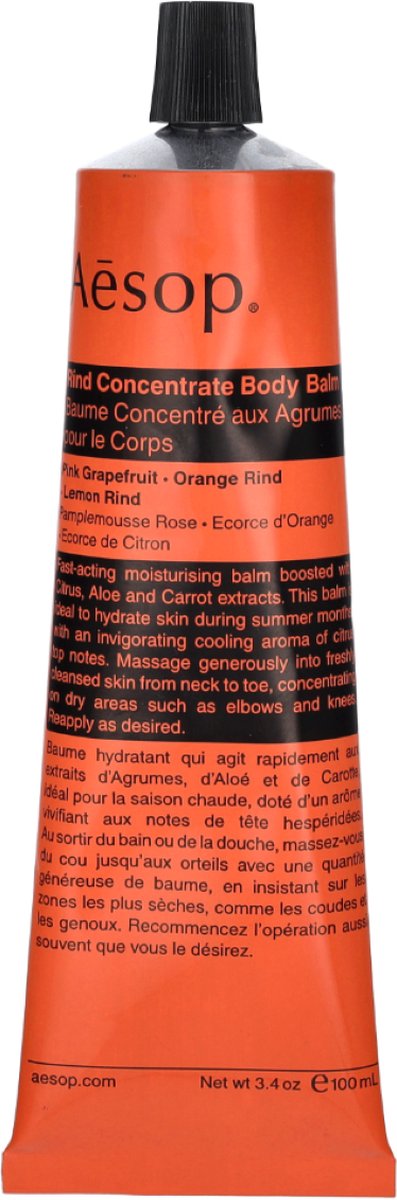 Aēsop®
Rind Concentrate Body Balm
Baume Concentré aux Agrumes
pour le Corps
Pink Grapefruit • Orange Rind
Lemon Rind
Pamplemousse Rose • Ecorce d'Orange
Ecorce de Citron
Fast-acting moisturising balm boosted with
Citrus, Aloe and Carrot extracts. This balm is
ideal to hydrate skin during summer months
with an invigorating cooling aroma of citrus
top notes. Massage generously into freshly
cleansed skin from neck to toe, concentrating
on dry areas such as elbows and knees.
Reapply as desired.
Baume hydratant qui agit rapidement aux
extraits d'Agrumes, d'Aloé et de Carotte,
idéal pour la saison chaude, doté d'un arôme
vivifiant aux notes de tête hespéridées.
Au sortir du bain ou de la douche, massez-vous
du cou jusqu'aux orteils avec une quantité
généreuse de baume, en insistant sur les
zones les plus sèches, comme les coudes et
les genoux. Recommencez l'opération aussi
souvent que vous le désirez.
aesop.com Net wt 3.4 oz ℮100 mL